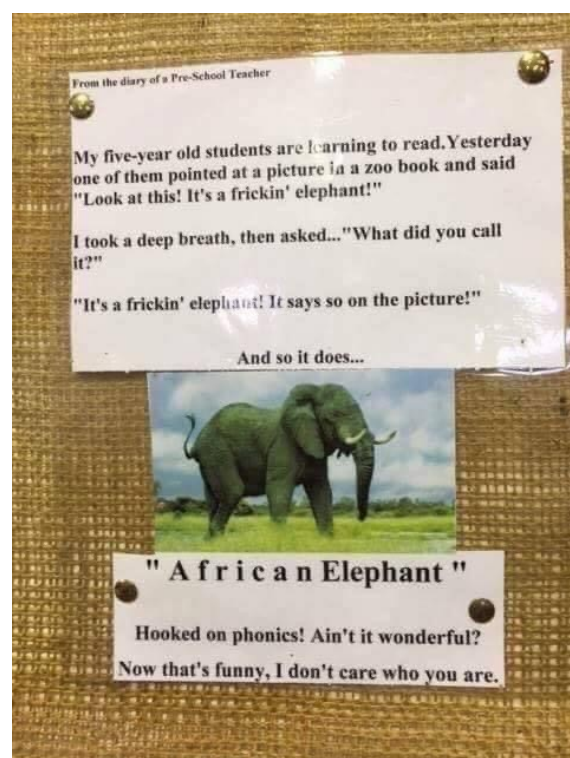 From the diary of a Pre-School Teacher
My five-year old students are learning to read.Yesterday
one of them pointed at a picture in a zoo book and said
"Look at this! It's a frickin' elephant!"
I took a deep breath, then asked..."What did you call
it?"
"It's a frickin' elephant! It says so on the picture!"
And so it does...
" A f r i c a n Elephant "
Hooked on phonics! Ain't it wonderful?
Now that's funny, I don't care who you are.